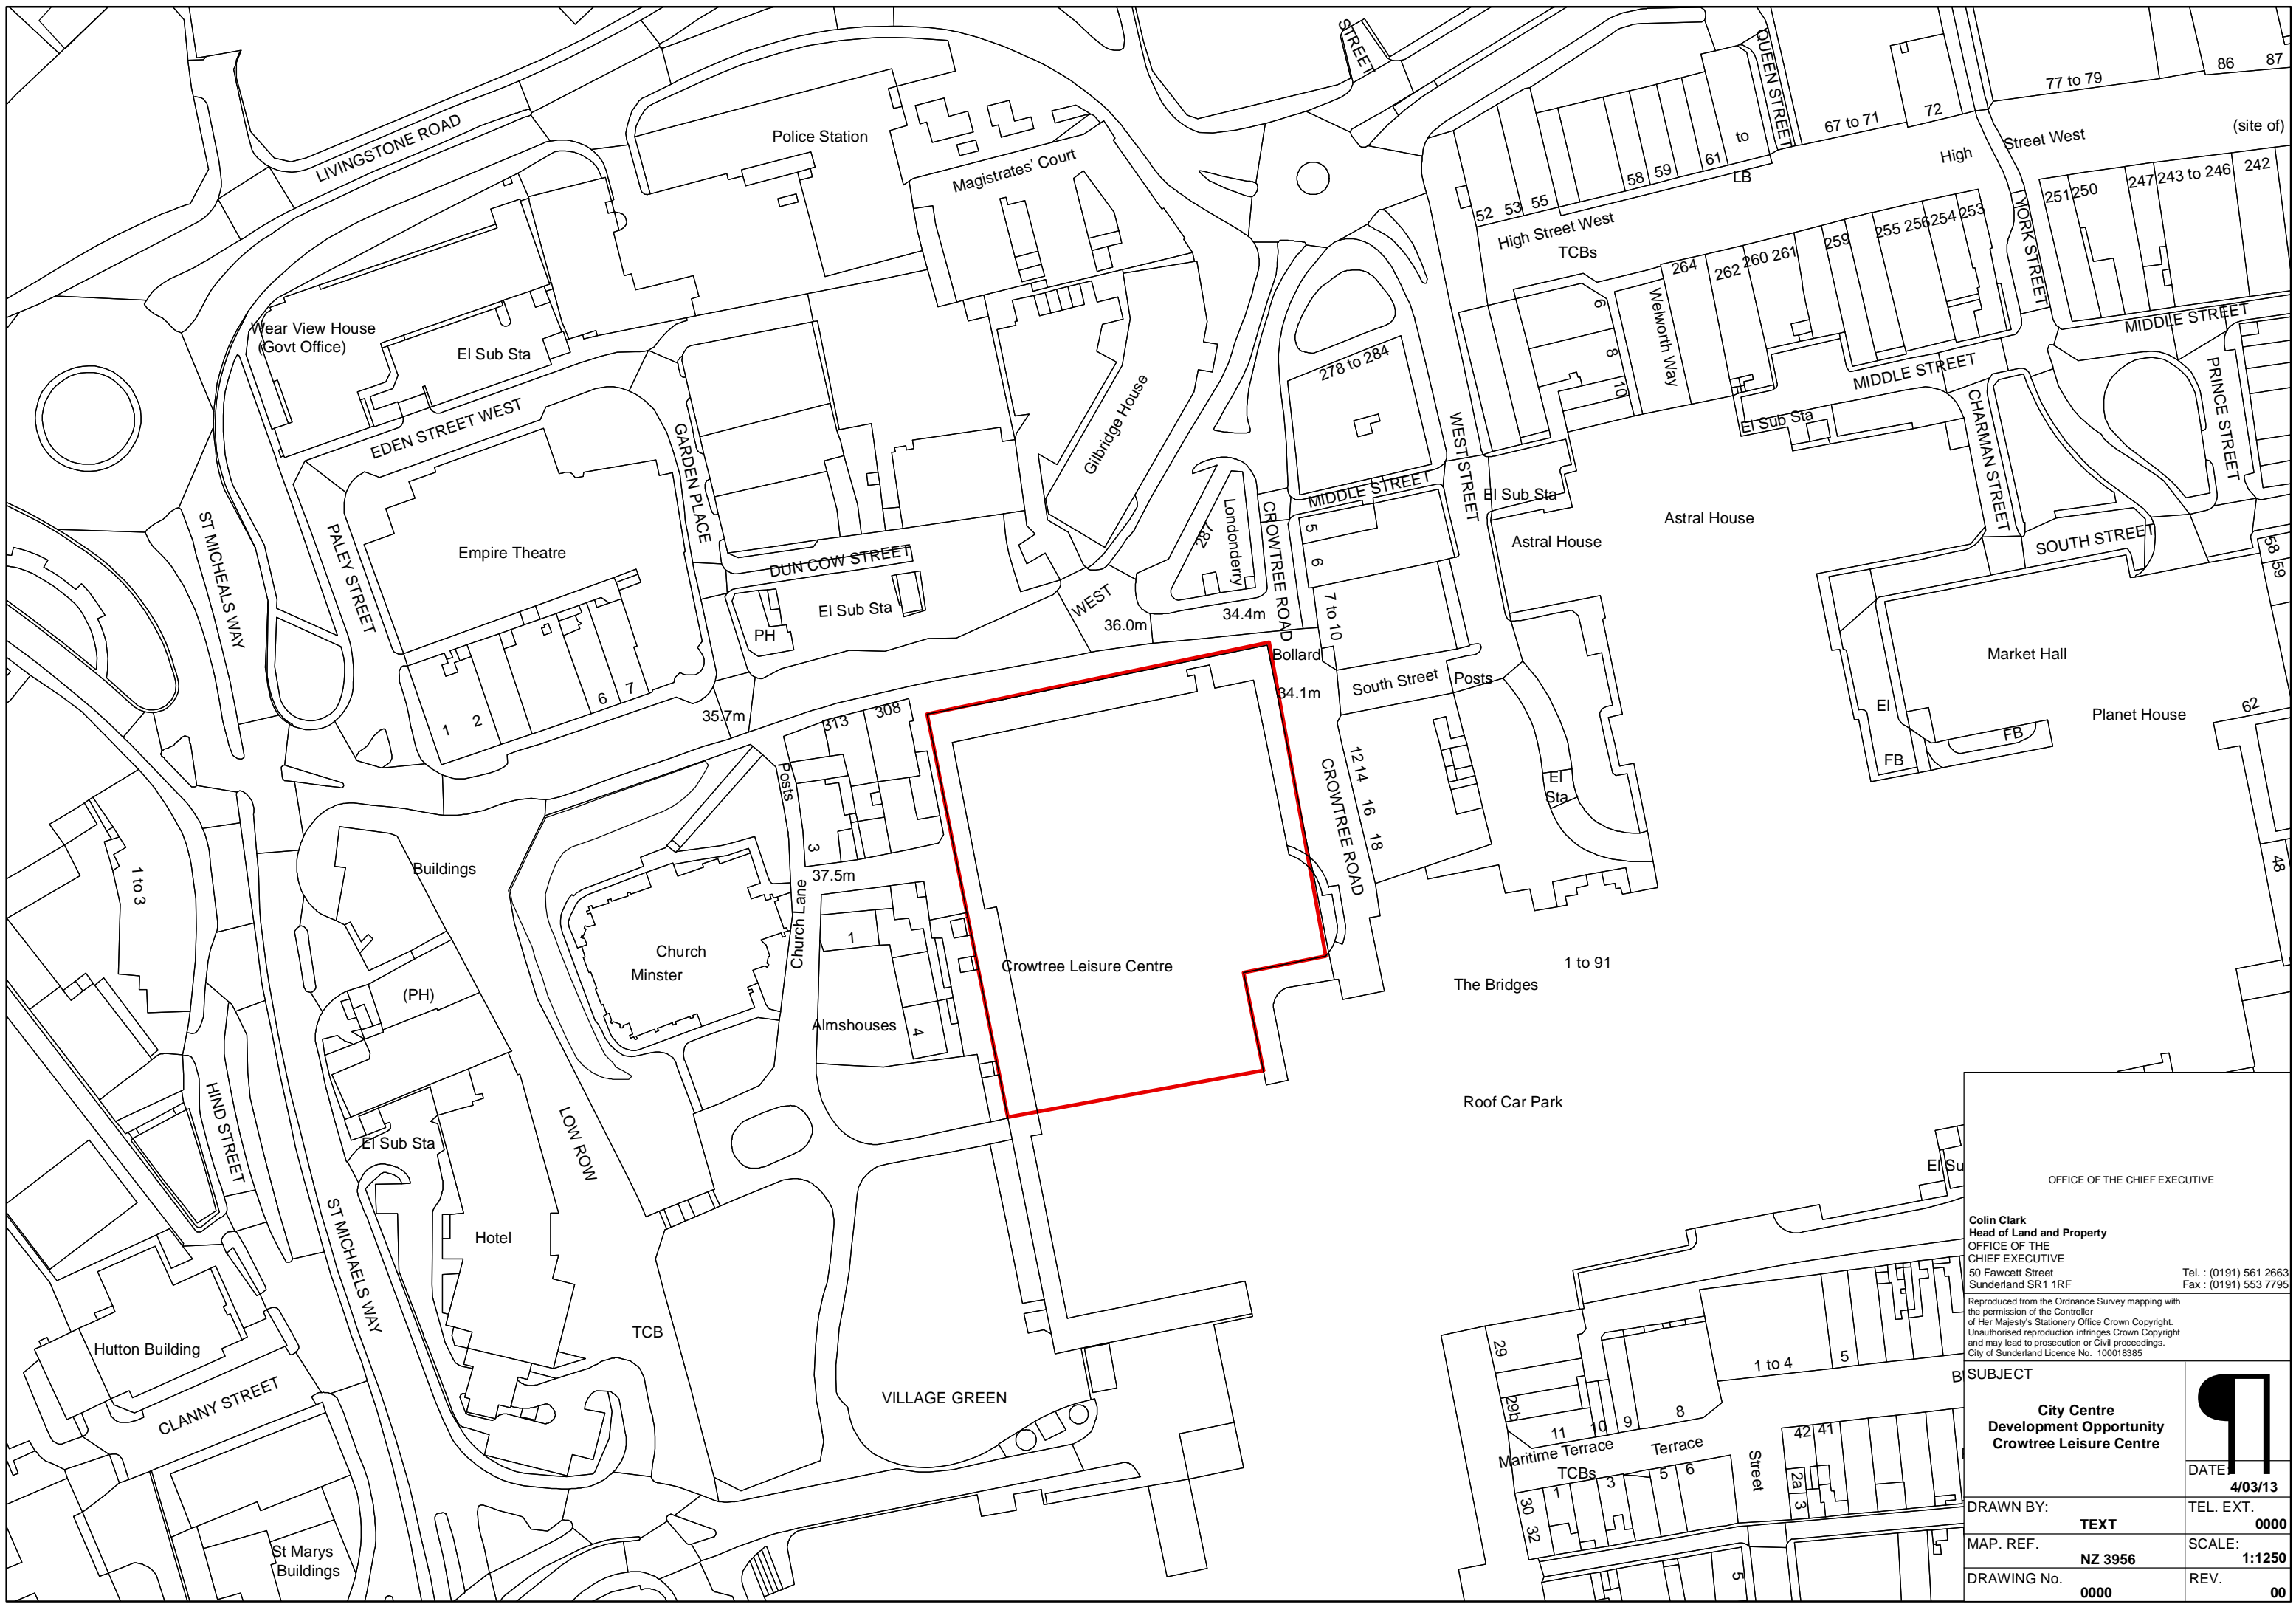 STREET
QUEEN STREET
77 to 79
86
87
67 to 71
72
(site of)
High
Street West
LIVINGSTONE ROAD
Police Station
Magistrates' Court
52
53
55
58
59
61
to
LB
High Street West
TCBs
264
262
260
261
259
255
256
254
253
YORK STREET
251
250
247
243 to 246
242
MIDDLE STREET
Wear View House
(Govt Office)
El Sub Sta
EDEN STREET WEST
GARDEN PLACE
Gilbridge House
278 to 284
6
8
10
Welworth Way
MIDDLE STREET
El Sub Sta
CHARMAN STREET
PRINCE STREET
WEST STREET
MIDDLE STREET
El Sub Sta
Astral House
Astral House
SOUTH STREET
58
59
ST MICHEALS WAY
PALEY STREET
Empire Theatre
DUN COW STREET
El Sub Sta
PH
WEST
36.0m
287
Londonderry
34.4m
CROWTREE ROAD
5
6
7 to 10
Bollard
34.1m
South Street
Posts
Market Hall
Planet House
62
El
FB
FB
1
2
6
7
35.7m
313
308
Posts
3
37.5m
Church Lane
12
14
16
18
CROWTREE ROAD
El
Sta
48
1 to 3
Buildings
(PH)
Church
Minster
1
Almshouses
4
Crowtree Leisure Centre
1 to 91
The Bridges
Roof Car Park
HIND STREET
El Sub Sta
LOW ROW
Hotel
ST MICHAELS WAY
TCB
VILLAGE GREEN
Hutton Building
CLANNY STREET
St Marys
Buildings
El Su
29
29b
11
10
9
8
1 to 4
5
B
Maritime Terrace
Terrace
TCBs
1
3
5
6
30
32
Street
42
41
2a
3
5
OFFICE OF THE CHIEF EXECUTIVE
Colin Clark
Head of Land and Property
OFFICE OF THE
CHIEF EXECUTIVE
50 Fawcett Street
Sunderland SR1 1RF
Tel. : (0191) 561 2663
Fax : (0191) 553 7795
Reproduced from the Ordnance Survey mapping with
the permission of the Controller
of Her Majesty's Stationery Office Crown Copyright.
Unauthorised reproduction infringes Crown Copyright
and may lead to prosecution or Civil proceedings.
City of Sunderland Licence No. 100018385
SUBJECT
City Centre
Development Opportunity
Crowtree Leisure Centre
¶
DATE:
4/03/13
DRAWN BY:
TEXT
TEL. EXT.
0000
MAP. REF.
NZ 3956
SCALE:
1:1250
DRAWING No.
0000
REV.
00